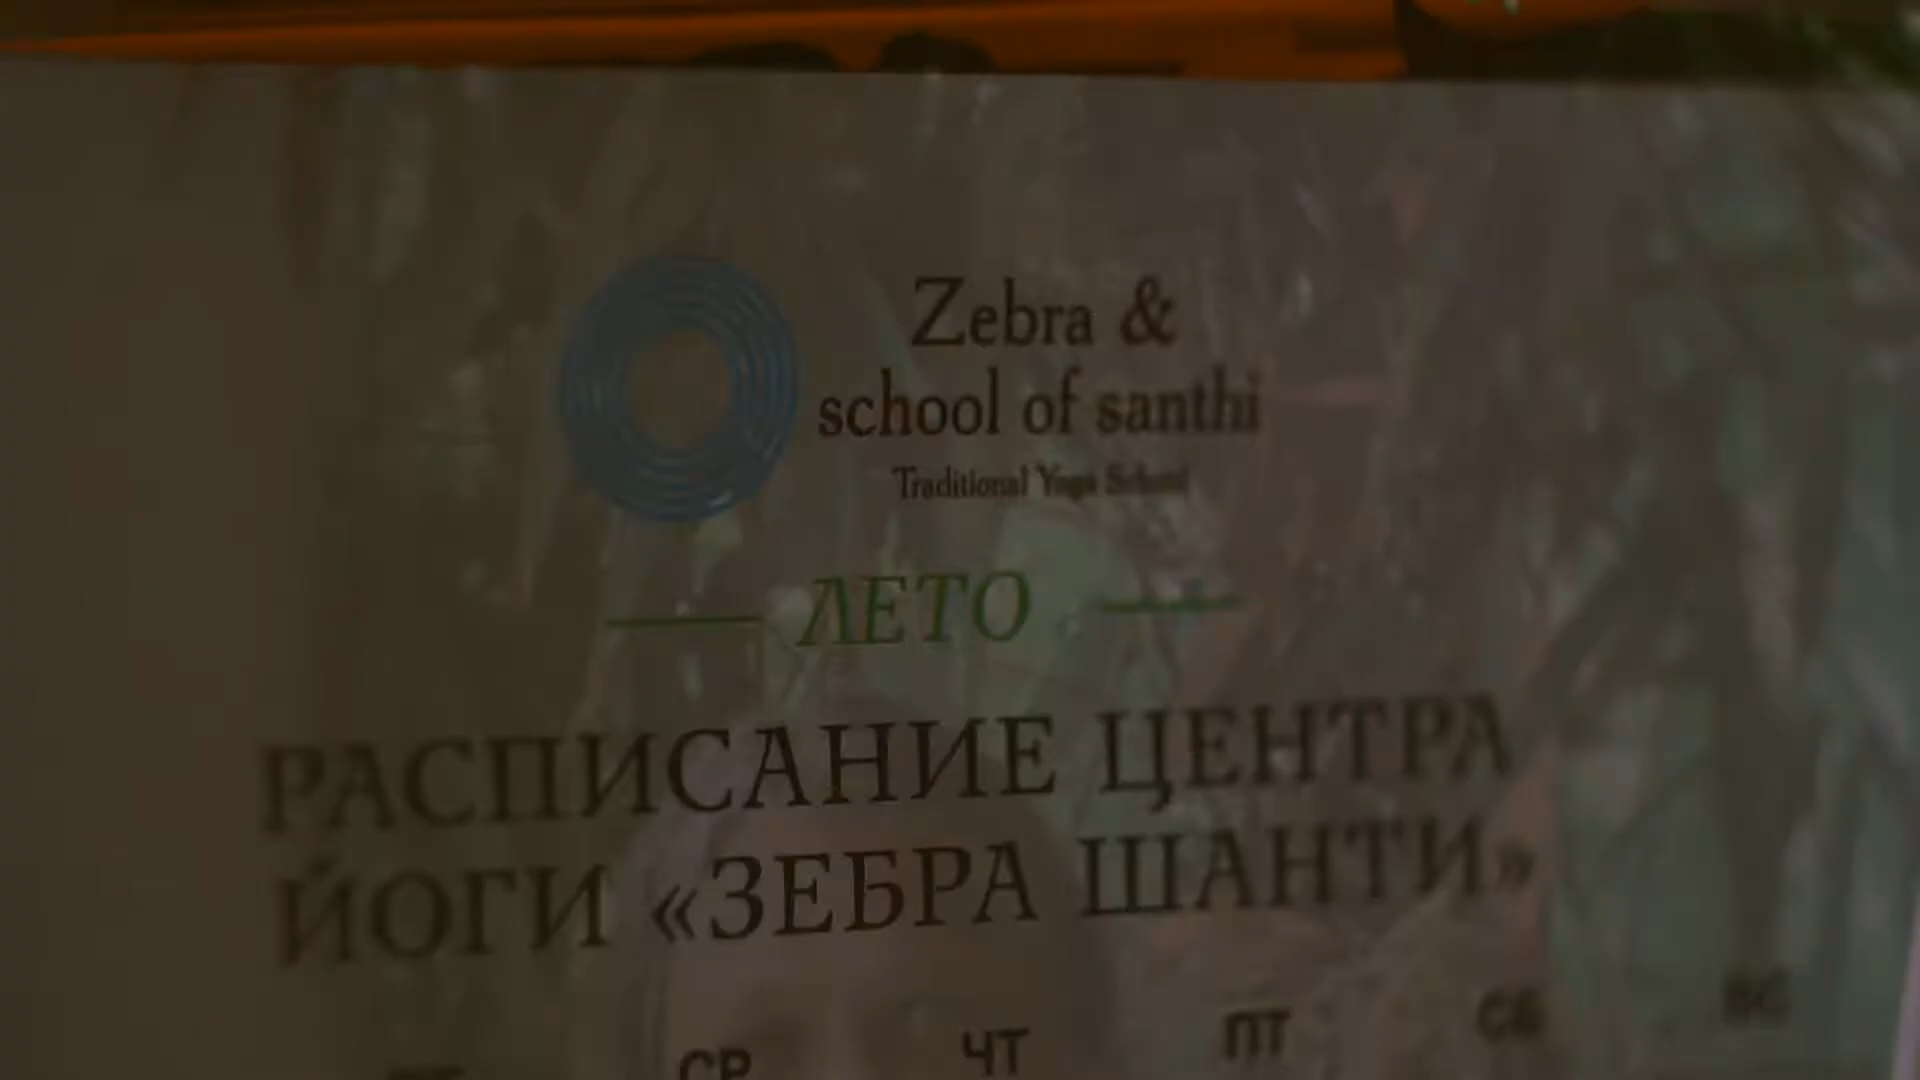 Zebra &
school of santhi
Traditional Yoga School
ЛЕТО
РАСПИСАНИЕ ЦЕНТРА
ЙОГИ «ЗЕБРА ШАНТИ»
СР ЧТ ПТ СБ ВС